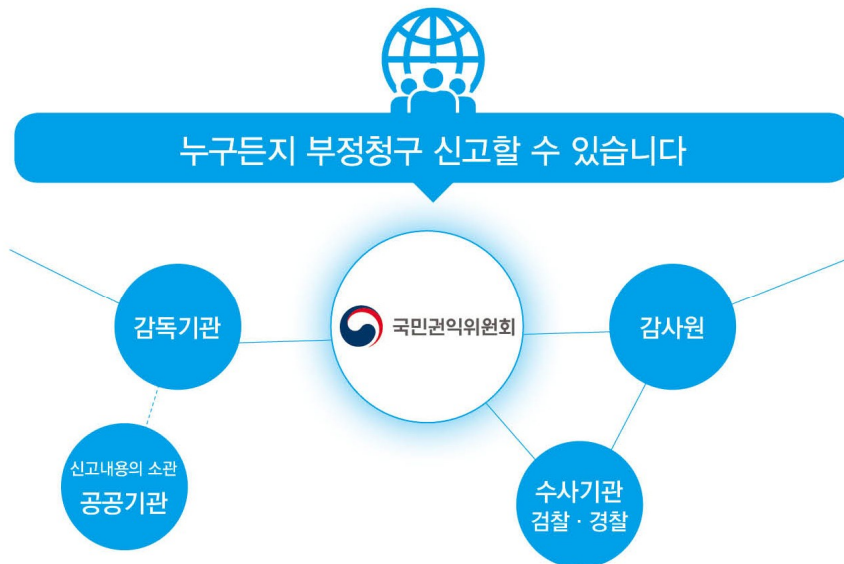 누구든지 부정청구 신고할 수 있습니다
감독기관
국민권익위원회
감사원
신고내용의 소관
공공기관
수사기관
검찰 · 경찰